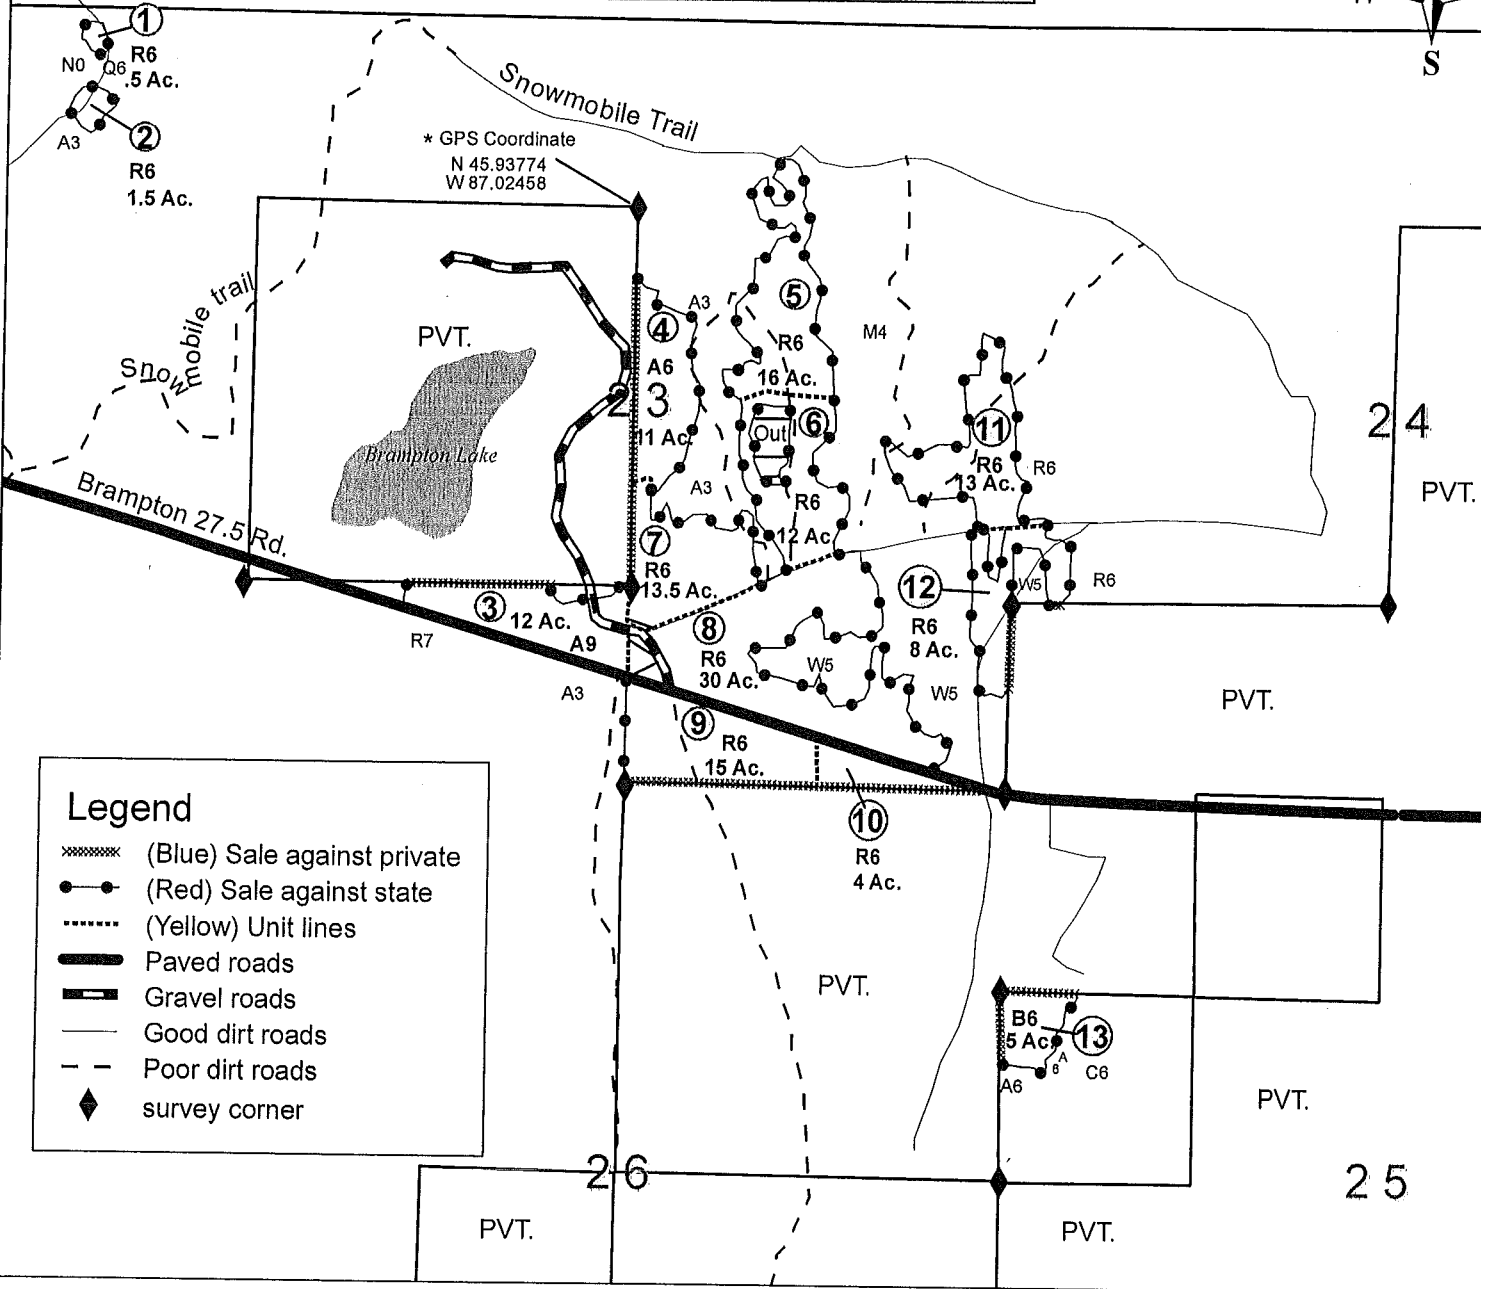 S
1
R6
.5 Ac.
N0 Q6
2
A3
R6
1.5 Ac.
Snowmobile Trail
* GPS Coordinate
N 45.93774
W 87.02458
Snowmobile trail
PVT.
Brampton Lake
Brampton 27.5 Rd.
23
4
A3
A6
11 Ac.
A3
5
R6
16 Ac.
M4
6
Out
R6
12 Ac
7
R6
13.5 Ac.
3
12 Ac.
A9
R7
A3
8
R6
30 Ac.
W5
W5
9
R6
15 Ac.
10
R6
4 Ac.
11
R6
13 Ac.
R6
12
R6
8 Ac.
W5
R6
24
PVT.
PVT.
Legend
(Blue) Sale against private
(Red) Sale against state
(Yellow) Unit lines
Paved roads
Gravel roads
Good dirt roads
Poor dirt roads
survey corner
PVT.
B6
5 Ac.
13
A
6
A6
C6
PVT.
26
25
PVT.
PVT.